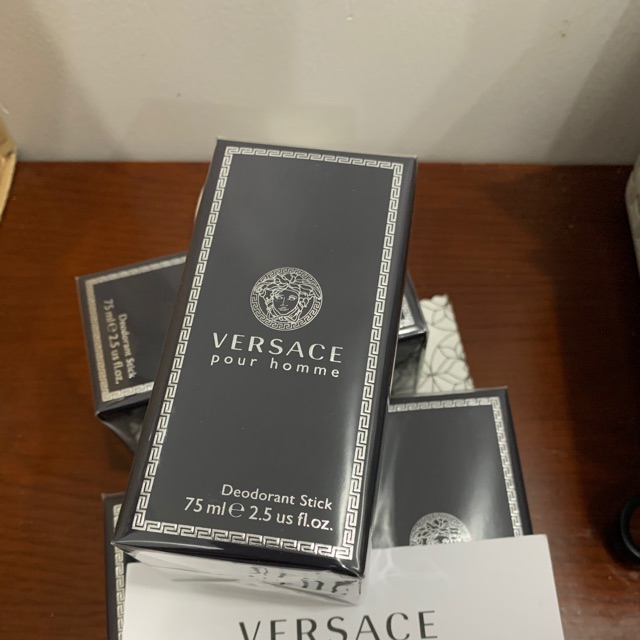 VERSACE
pour homme
Deodorant Stick
75 ml e 2.5 us fl.oz.
Deodorant Stick
75 ml e 2.5 us fl.oz.
VERSACE